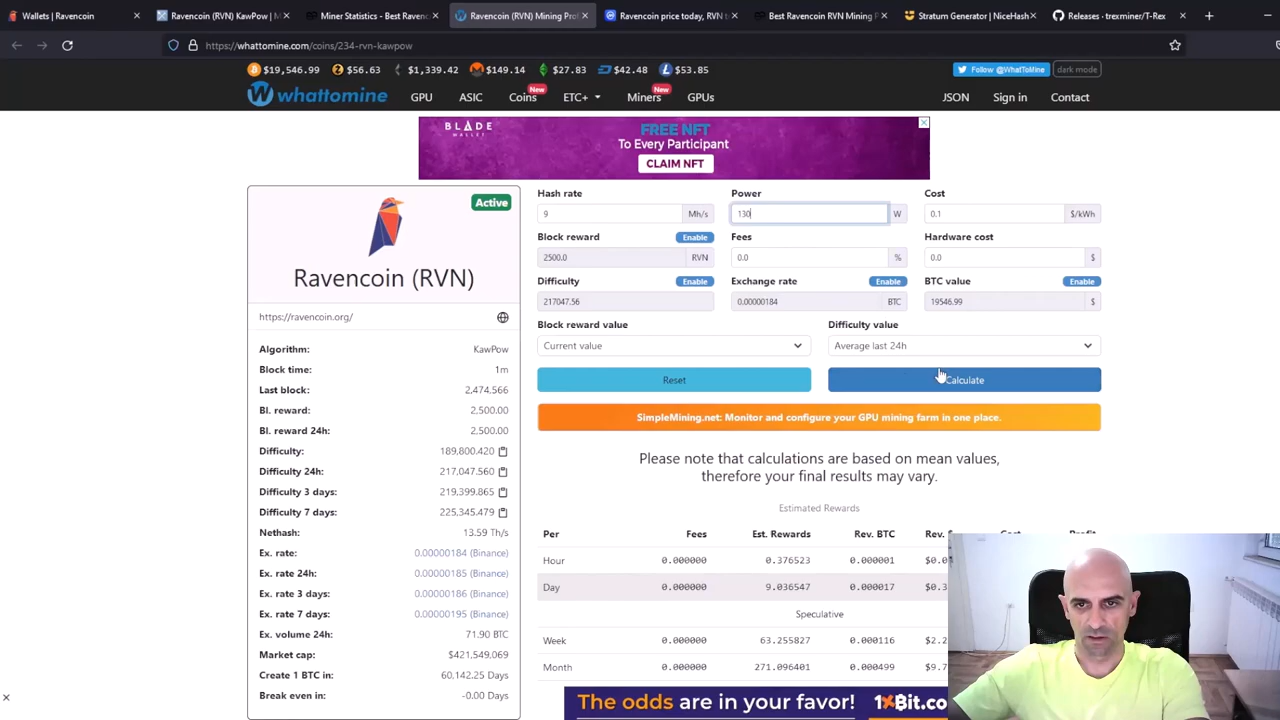 Wallets | Ravencoin
Ravencoin (RVN) KawPow | M
Miner Statistics - Best Raven
Ravencoin (RVN) Mining Pro
Ravencoin price today, RVN t
Best Ravencoin RVN Mining P
Stratum Generator | NiceHash
Releases · trexminer/T-Rex
https://whattomine.com/coins/234-rvn-kawpow
$19,546.99 $56.63 $1,339.42 $149.14 $27.83 $42.48 $53.85
Follow @WhatToMine
dark mode
whattomine
GPU ASIC Coins New ETC+ Miners New GPUs
JSON Sign in Contact
BLADE
WALLET
FREE NFT
To Every Participant
CLAIM NFT
Active
Ravencoin (RVN)
https://ravencoin.org/
Algorithm: KawPow
Block time: 1m
Last block: 2,474,566
Bl. reward: 2,500.00
Bl. reward 24h: 2,500.00
Difficulty: 189,800.420
Difficulty 24h: 217,047.560
Difficulty 3 days: 219,399.865
Difficulty 7 days: 225,345.479
Nethash: 13.59 Th/s
Ex. rate: 0.00000184 (Binance)
Ex. rate 24h: 0.00000185 (Binance)
Ex. rate 3 days: 0.00000186 (Binance)
Ex. rate 7 days: 0.00000195 (Binance)
Ex. volume 24h: 71.90 BTC
Market cap: $421,549,069
Create 1 BTC in: 60,142.25 Days
Break even in: -0.00 Days
Hash rate Power Cost
9 Mh/s 130 W 0.1 $/kWh
Block reward Enable Fees Hardware cost
2500.0 RVN 0.0 % 0.0 $
Difficulty Enable Exchange rate Enable BTC value Enable
217047.56 0.00000184 BTC 19546.99 $
Block reward value Difficulty value
Current value Average last 24h
Reset Calculate
SimpleMining.net: Monitor and configure your GPU mining farm in one place.
Please note that calculations are based on mean values,
therefore your final results may vary.
Estimated Rewards
Per Fees Est. Rewards Rev. BTC Rev. $ Cost Profit
Hour 0.000000 0.376523 0.000001 $0.0
Day 0.000000 9.036547 0.000017 $0.3
Speculative
Week 0.000000 63.255827 0.000116 $2.2
Month 0.000000 271.096401 0.000499 $9.7
The odds are in your favor! 1XBit.co